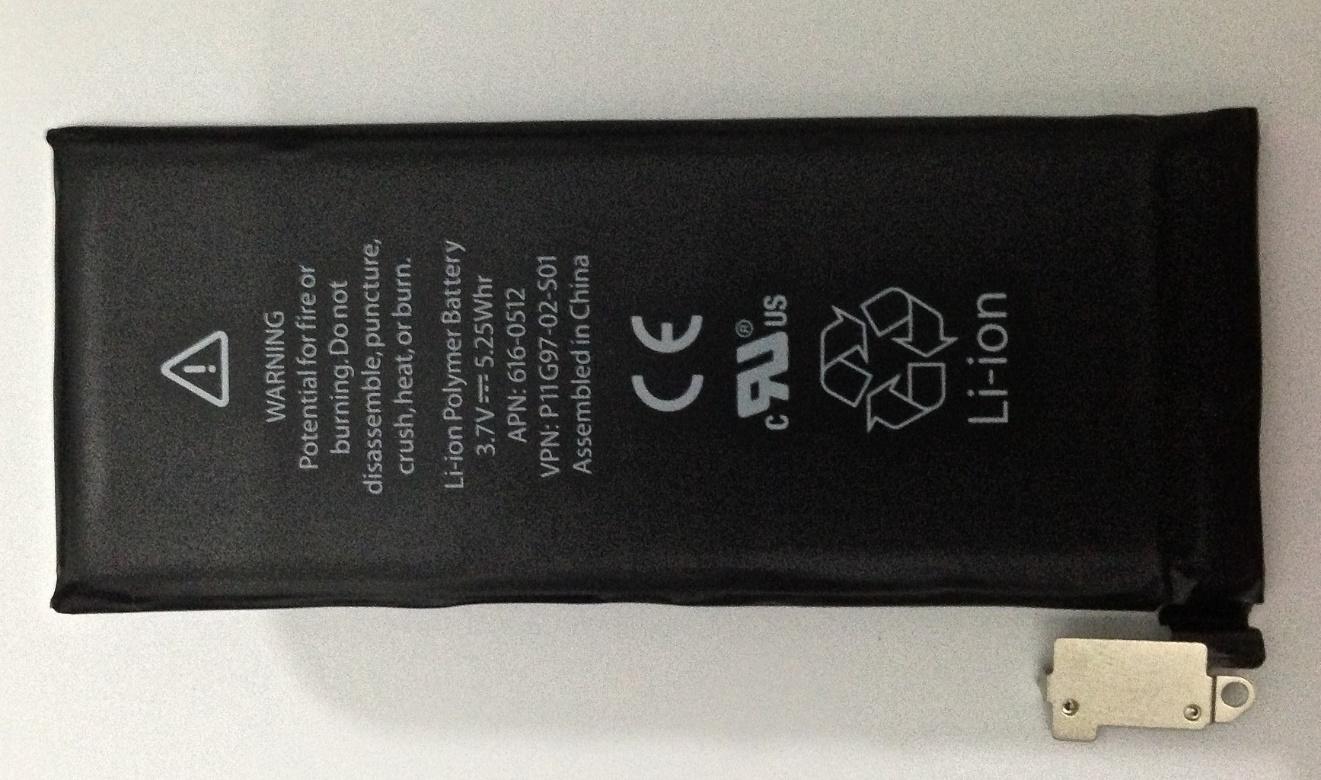 WARNING
Potential for fire or
burning. Do not
disassemble, puncture,
crush, heat, or burn.
Li-ion Polymer Battery
3.7V ⎓ 5.25Whr
APN: 616-0512
VPN: P11G97-02-S01
Assembled in China
CE
c RU ® US
Li-ion